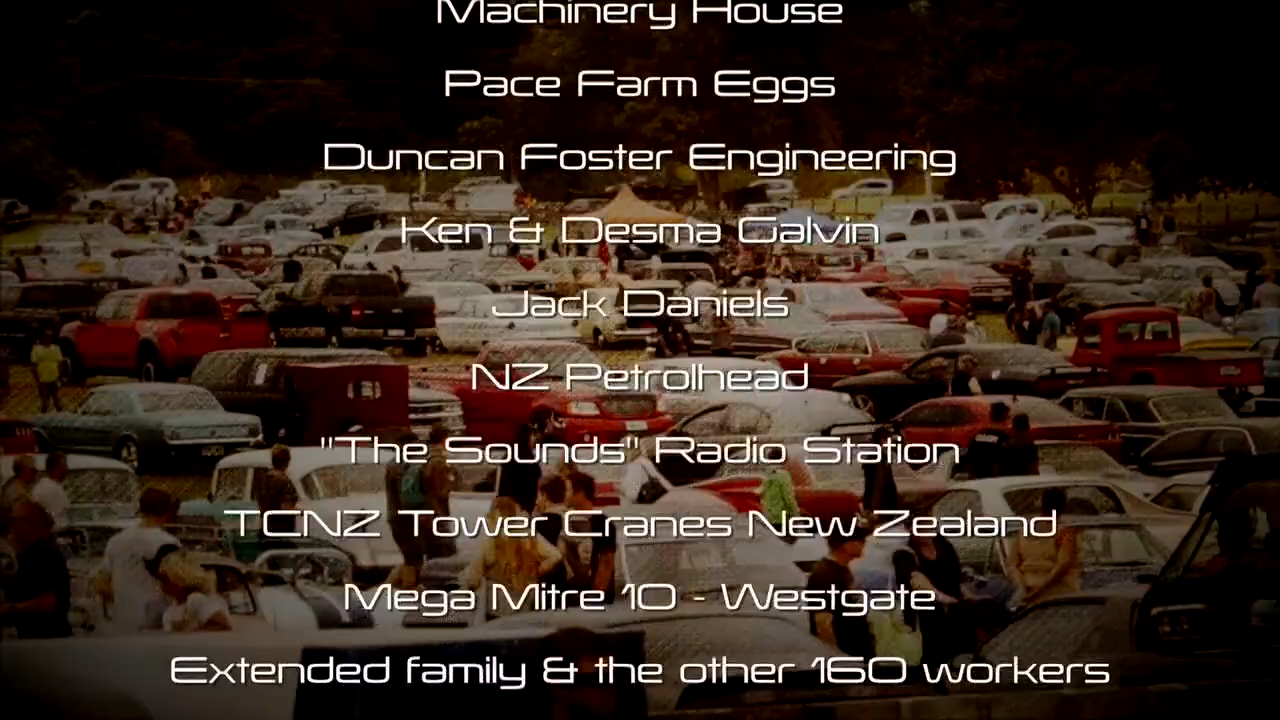 Machinery House
Pace Farm Eggs
Duncan Foster Engineering
Ken & Desma Galvin
Jack Daniels
NZ Petrolhead
"The Sounds" Radio Station
TCNZ Tower Cranes New Zealand
Mega Mitre 10 - Westgate
Extended family & the other 160 workers